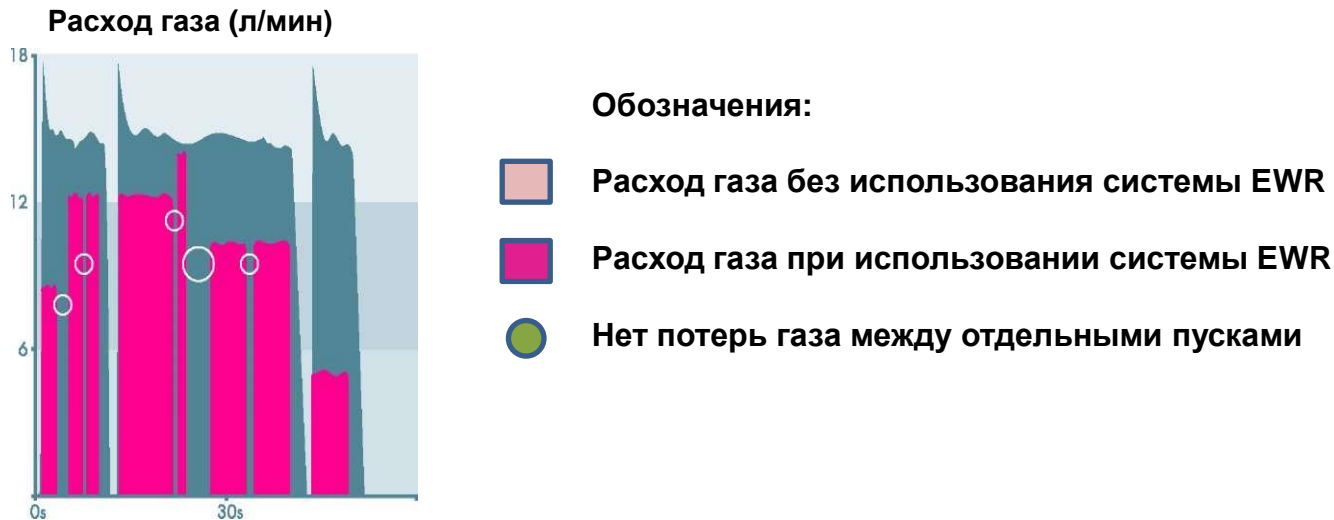 Расход газа (л/мин)
18
12
6
0s
30s
Обозначения:
Расход газа без использования системы EWR
Расход газа при использовании системы EWR
Нет потерь газа между отдельными пусками